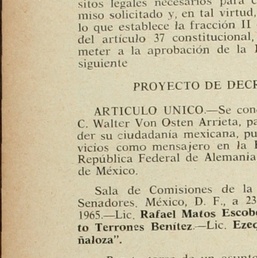 sitos legales necesarios para
miso solicitado y, en tal virtud,
lo que establece la fracción II
del artículo 37 constitucional,
meter a la aprobación de la
siguiente
PROYECTO DE DECR
ARTICULO UNICO.—Se con
C. Walter Von Osten Arrieta, pa
der su ciudadanía mexicana, pu
vicios como mensajero en la
República Federal de Alemania
de México.
Sala de Comisiones de la
Senadores. México, D. F., a 23
1965.—Lic. Rafael Matos Escobe
to Terrones Benítez.—Lic. Ezeq
ñaloza".